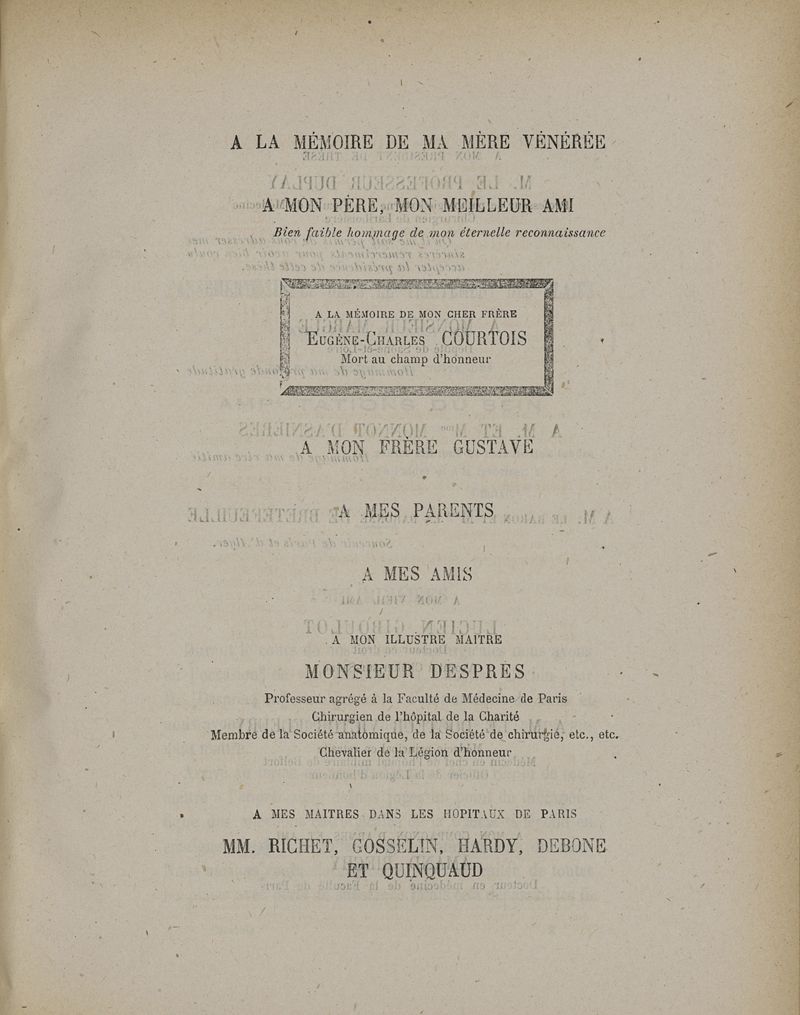 A LA MÉMOIRE DE MA MÈRE VÉNÉRÉE
A MON PÈRE, MON MEILLEUR AMI
Bien faible hommage de mon éternelle reconnaissance
A LA MÉMOIRE DE MON CHER FRÈRE
EUGÈNE-CHARLES COURTOIS
Mort au champ d'honneur
A MON FRÈRE GUSTAVE
A MES PARENTS
A MES AMIS
A MON ILLUSTRE MAITRE
MONSIEUR DESPRÈS
Professeur agrégé à la Faculté de Médecine de Paris
Chirurgien de l'hôpital de la Charité
Membre de la Société anatomique, de la Société de chirurgie, etc., etc.
Chevalier de la Légion d'honneur
A MES MAITRES DANS LES HOPITAUX DE PARIS
MM. RICHET, GOSSELIN, HARDY, DEBONE
ET QUINQUAUD